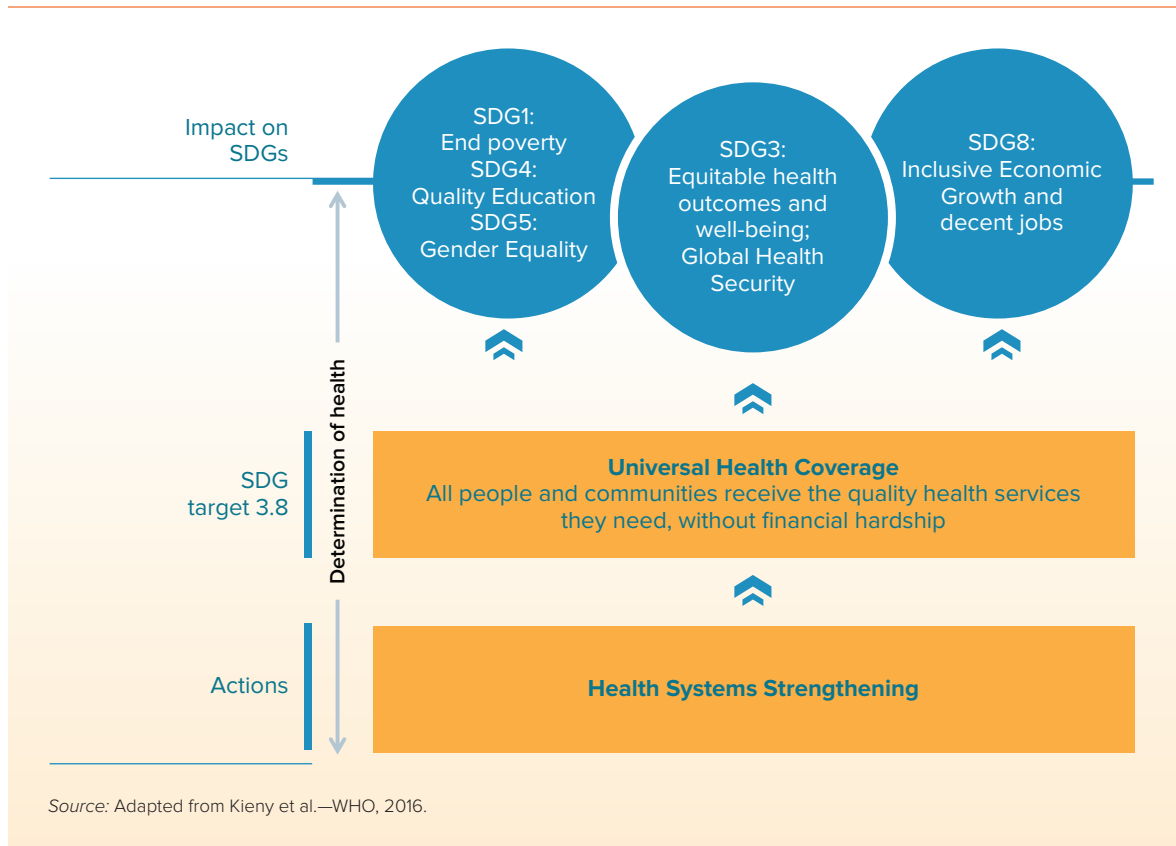 Impact on
SDGs
SDG1:
End poverty
SDG4:
Quality Education
SDG5:
Gender Equality
SDG3:
Equitable health
outcomes and
well-being;
Global Health
Security
SDG8:
Inclusive Economic
Growth and
decent jobs
Determination of health
SDG
target 3.8
Universal Health Coverage
All people and communities receive the quality health services
they need, without financial hardship
Actions
Health Systems Strengthening
Source: Adapted from Kieny et al.—WHO, 2016.